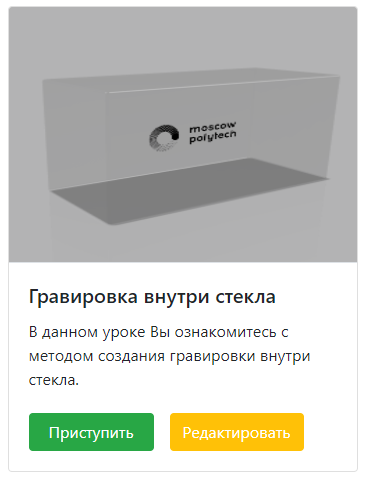 moscow
polytech
Гравировка внутри стекла
В данном уроке Вы ознакомитесь с
методом создания гравировки внутри
стекла.
Приступить
Редактировать